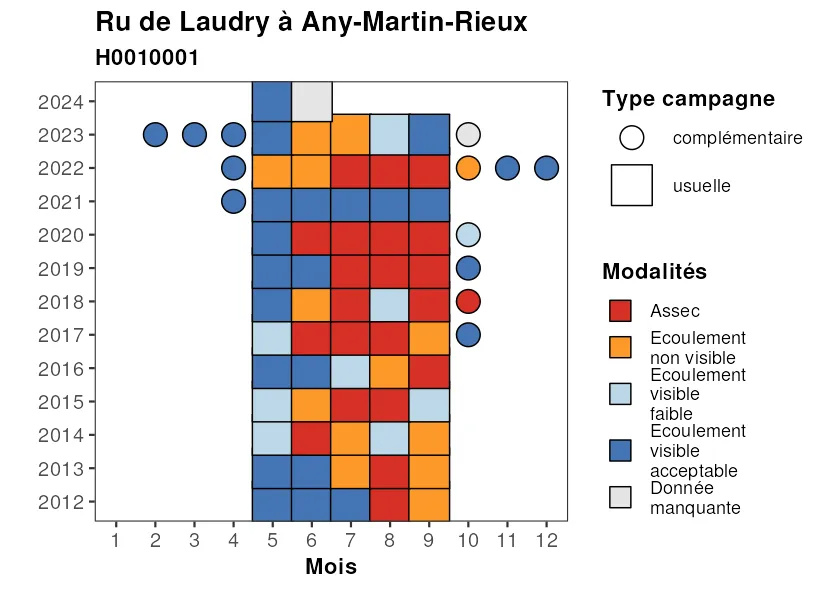 Ru de Laudry à Any-Martin-Rieux
H0010001
2024
2023
2022
2021
2020
2019
2018
2017
2016
2015
2014
2013
2012
1 2 3 4 5 6 7 8 9 10 11 12
Mois
Type campagne
complémentaire
usuelle
Modalités
Assec
Ecoulement
non visible
Ecoulement
visible
faible
Ecoulement
visible
acceptable
Donnée
manquante